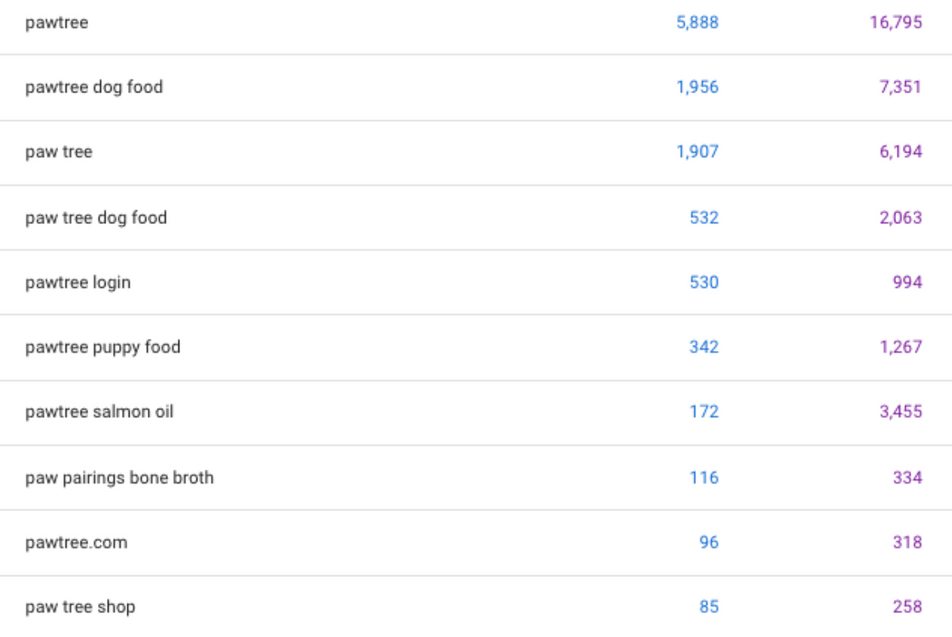 pawtree 5,888 16,795
pawtree dog food 1,956 7,351
paw tree 1,907 6,194
paw tree dog food 532 2,063
pawtree login 530 994
pawtree puppy food 342 1,267
pawtree salmon oil 172 3,455
paw pairings bone broth 116 334
pawtree.com 96 318
paw tree shop 85 258